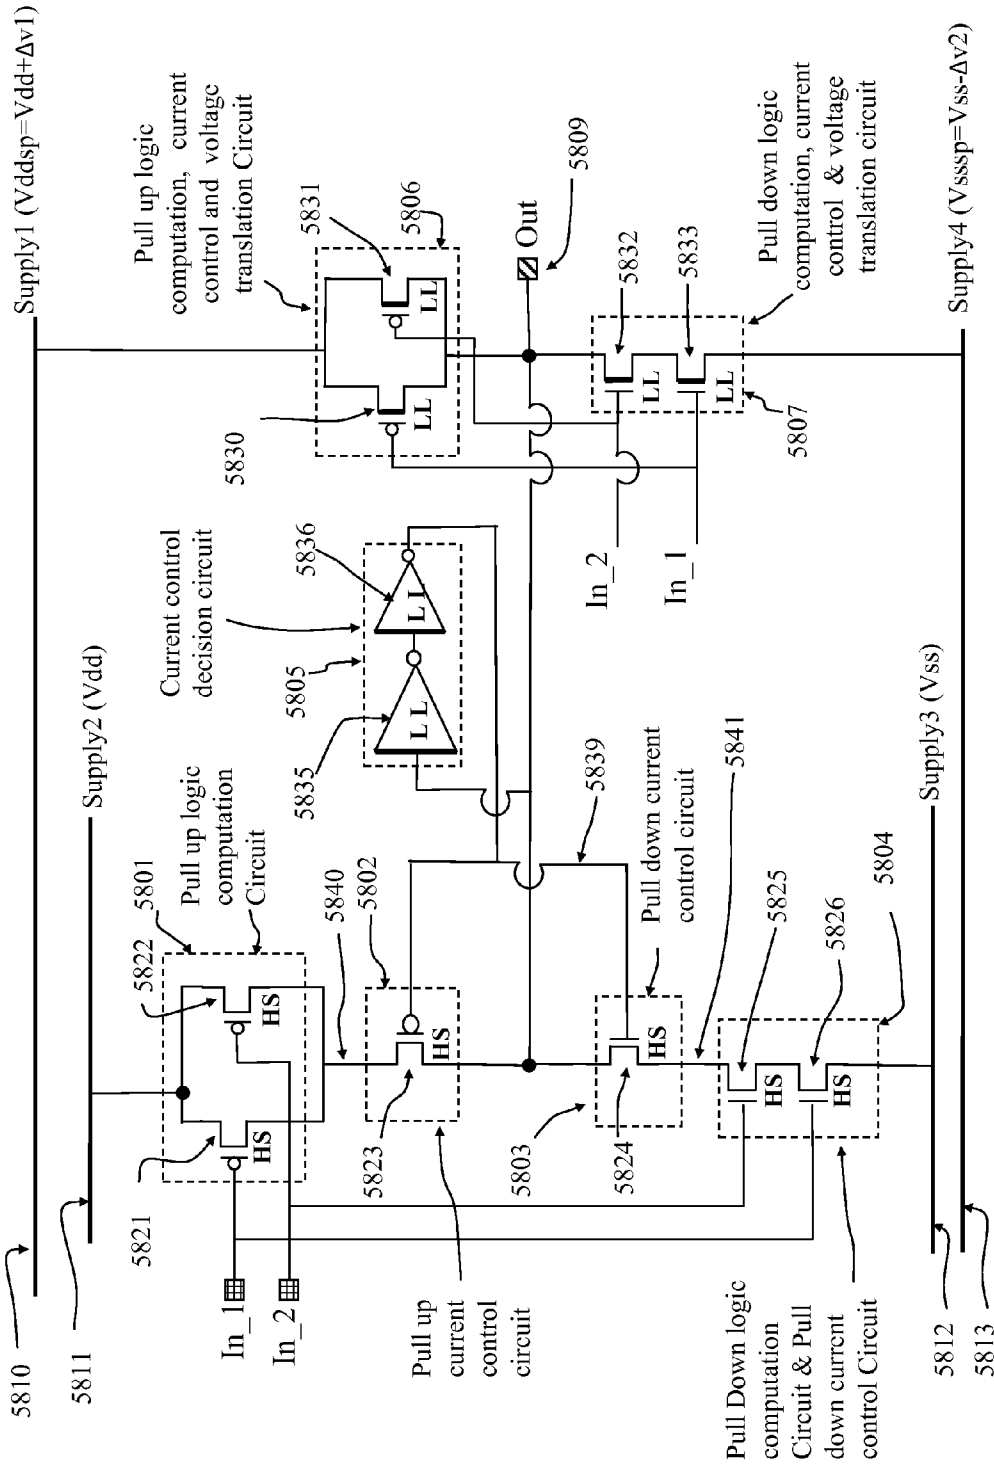 Supply1 (Vddsp=Vdd+Δv1)
Supply2 (Vdd)
5810
5811
5801
Pull up logic
computation
Circuit
5822
HS
5821
HS
In_1
In_2
5840
5802
HS
5823
Pull up
current
control
circuit
Current control
decision circuit
5805
5836
LL
5835
LL
Pull up logic
computation, current
control and voltage
translation Circuit
5831
5806
LL
5830
LL
Out
5809
5832
5833
LL
LL
5807
Pull down logic
computation, current
control & voltage
translation circuit
In_2
In_1
5839
Pull down current
control circuit
5841
5803
5824
HS
5825
5826
5804
HS
HS
Pull Down logic
computation
Circuit & Pull
down current
control Circuit
Supply3 (Vss)
Supply4 (Vsssp=Vss-Δv2)
5812
5813